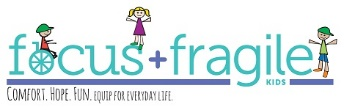 focus+fragile
KIDS
COMFORT. HOPE. FUN. EQUIP FOR EVERYDAY LIFE.